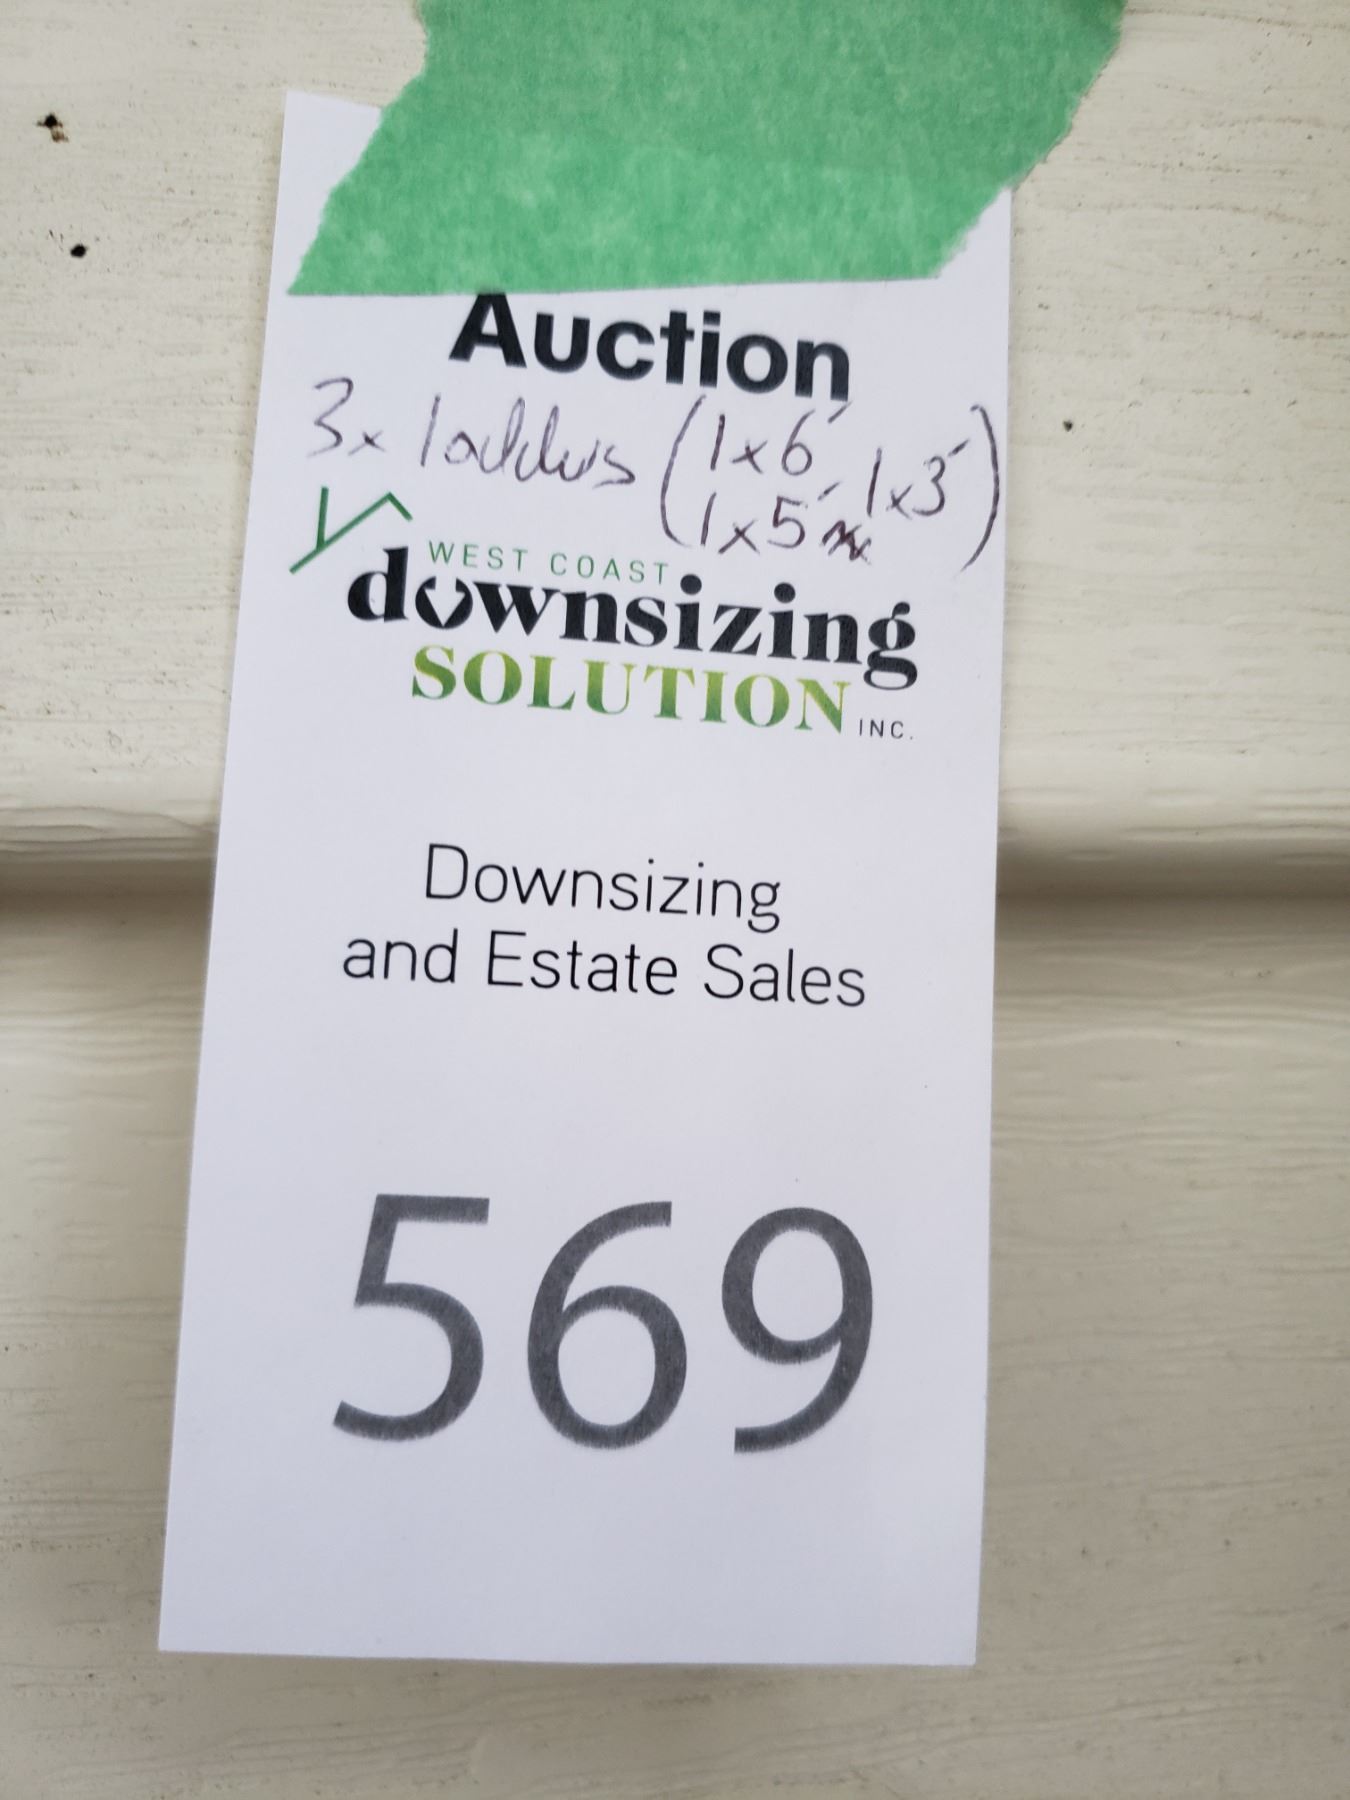 Auction
3x ladders (1x6', 1x3')
1x5'
WEST COAST
downsizing
SOLUTION INC.
Downsizing
and Estate Sales
569